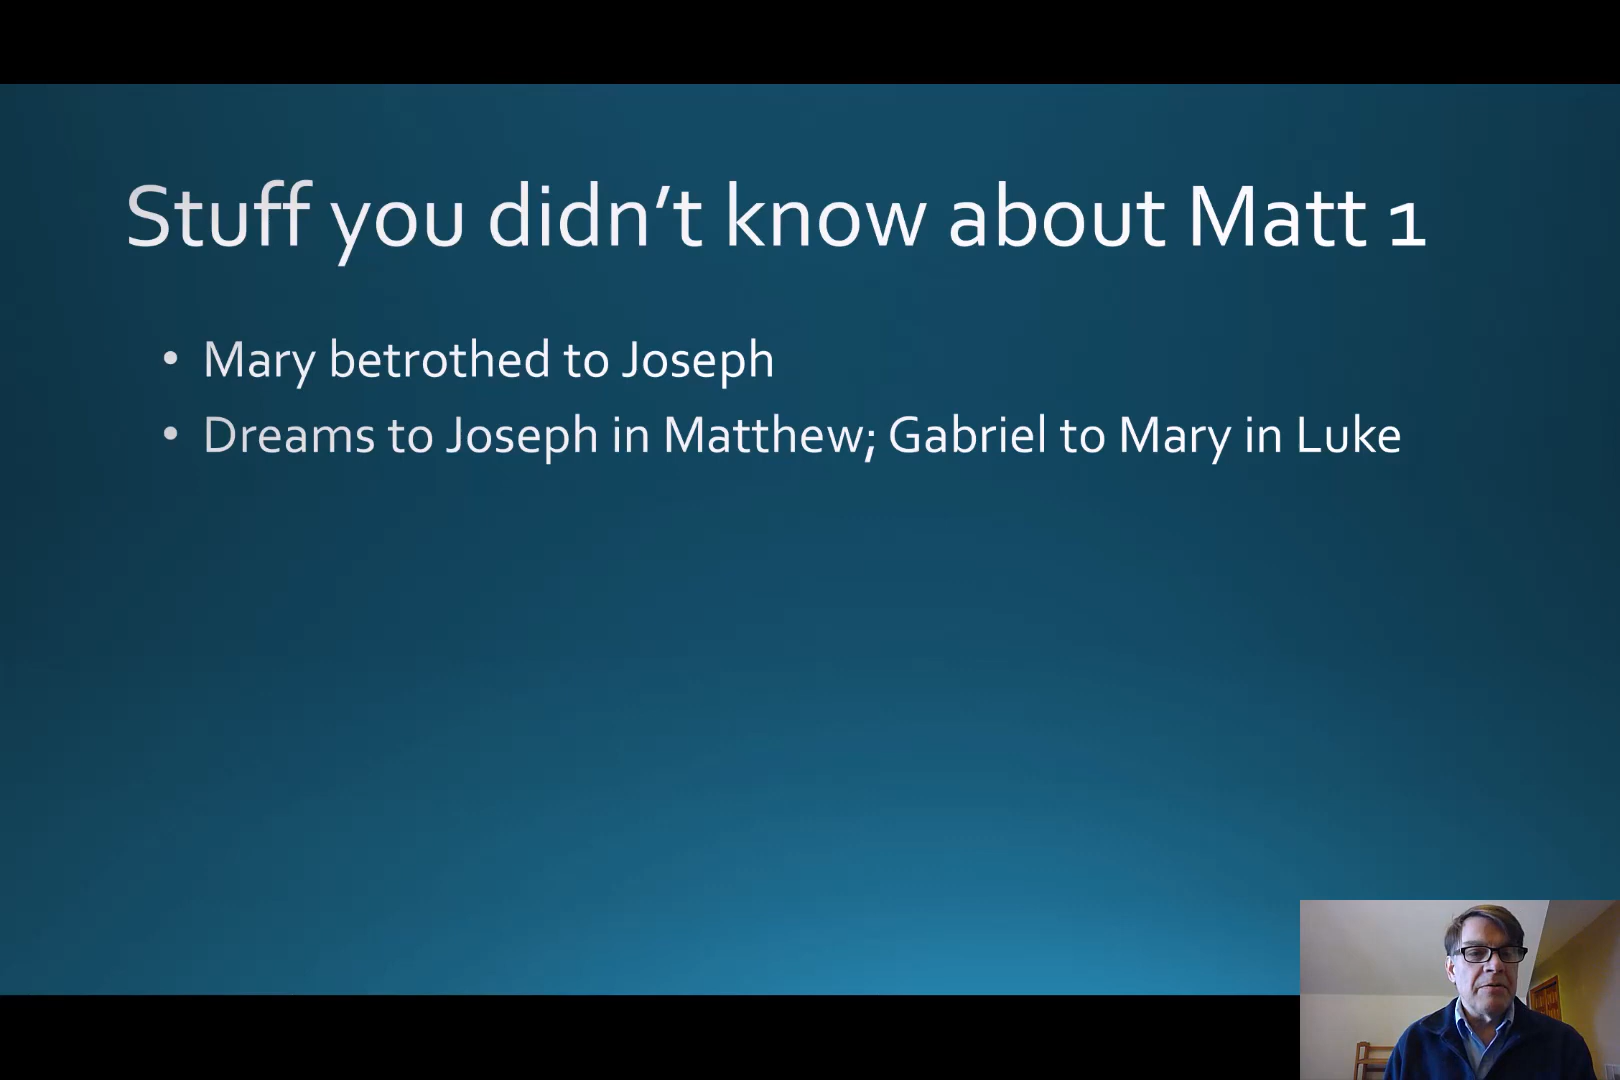 Stuff you didn’t know about Matt 1
• Mary betrothed to Joseph
• Dreams to Joseph in Matthew; Gabriel to Mary in Luke